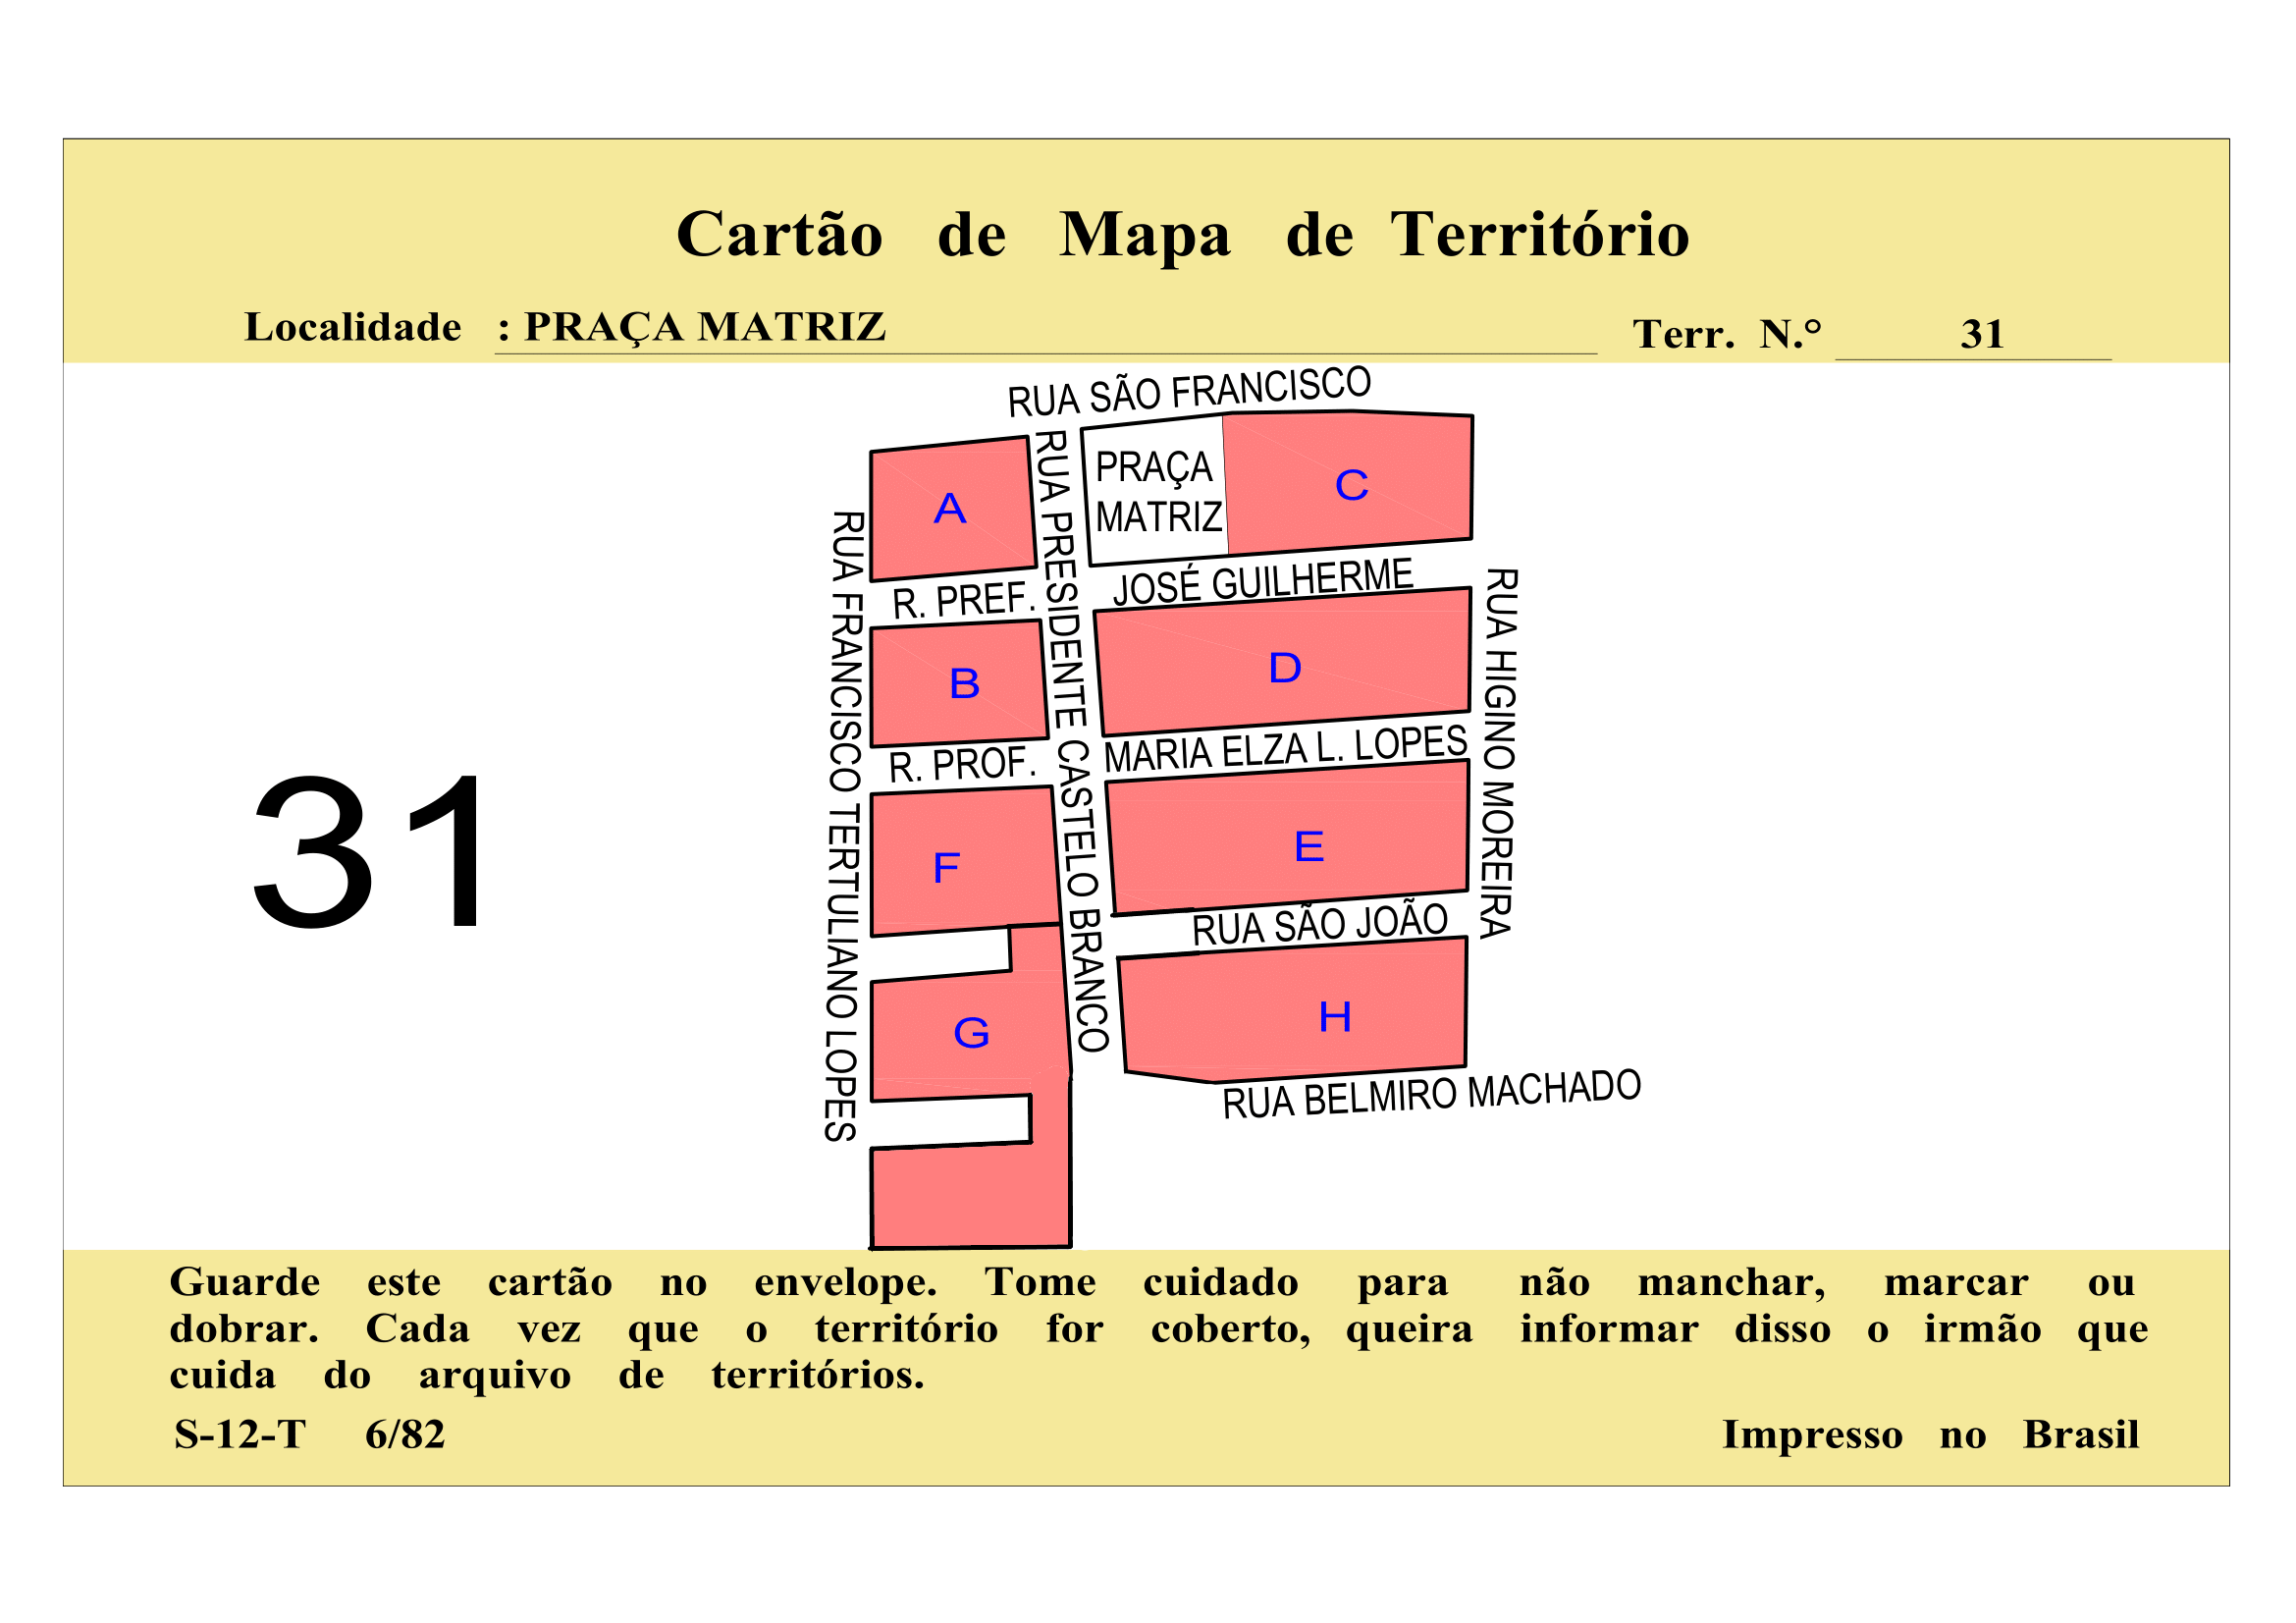 Cartão de Mapa de Território
Localidade : PRAÇA MATRIZ
Terr. N.° 31
RUA SÃO FRANCISCO
RUA PRESIDENTE CASTELO BRANCO
PRAÇA
MATRIZ
C
A
RUA FRANCISCO TERTULIANO LOPES
R. PREF. JOSÉ GUILHERME
RUA HIGINO MOREIRA
B
D
R. PROF. MARIA ELZA L. LOPES
31
F
E
RUA SÃO JOÃO
G
H
RUA BELMIRO MACHADO
Guarde este cartão no envelope. Tome cuidado para não manchar, marcar ou
dobrar. Cada vez que o território for coberto, queira informar disso o irmão que
cuida do arquivo de territórios.
S-12-T 6/82
Impresso no Brasil